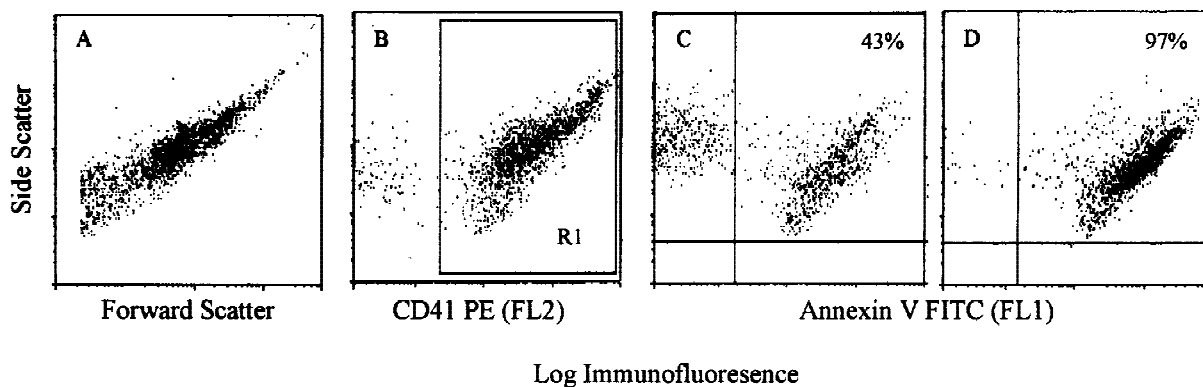 A
B
C
43%
D
97%
Side Scatter
R1
Forward Scatter
CD41 PE (FL2)
Annexin V FITC (FL1)
Log Immunofluoresence